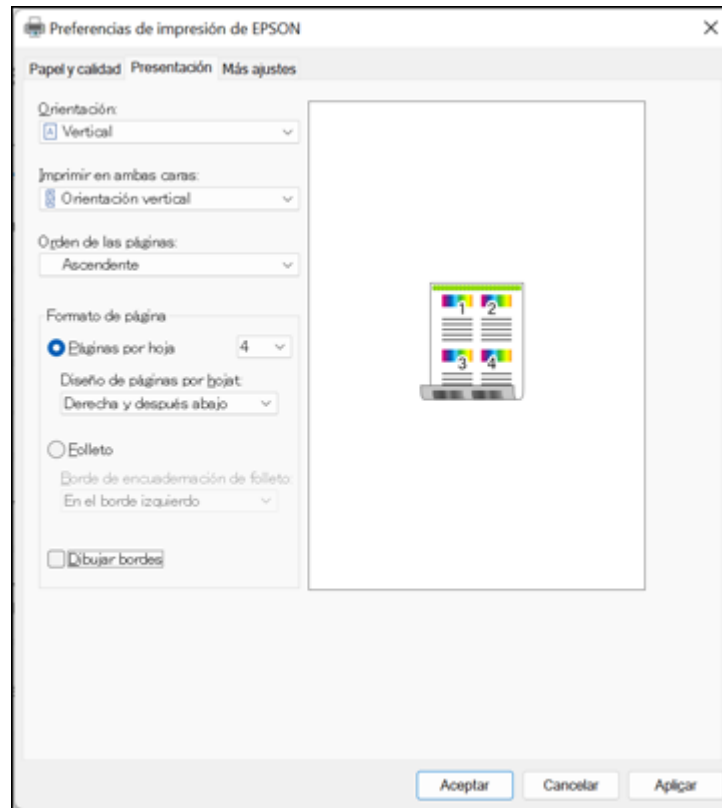 Preferencias de impresión de EPSON
Papel y calidad Presentación Más ajustes
Orientación:
Vertical
Imprimir en ambas caras:
Orientación vertical
Orden de las páginas:
Ascendente
Formato de página
Páginas por hoja 4
Diseño de páginas por hojat:
Derecha y después abajo
Folleto
Borde de encuadernación de folleto:
En el borde izquierdo
Dibujar bordes
1 2
3 4
Aceptar Cancelar Aplicar